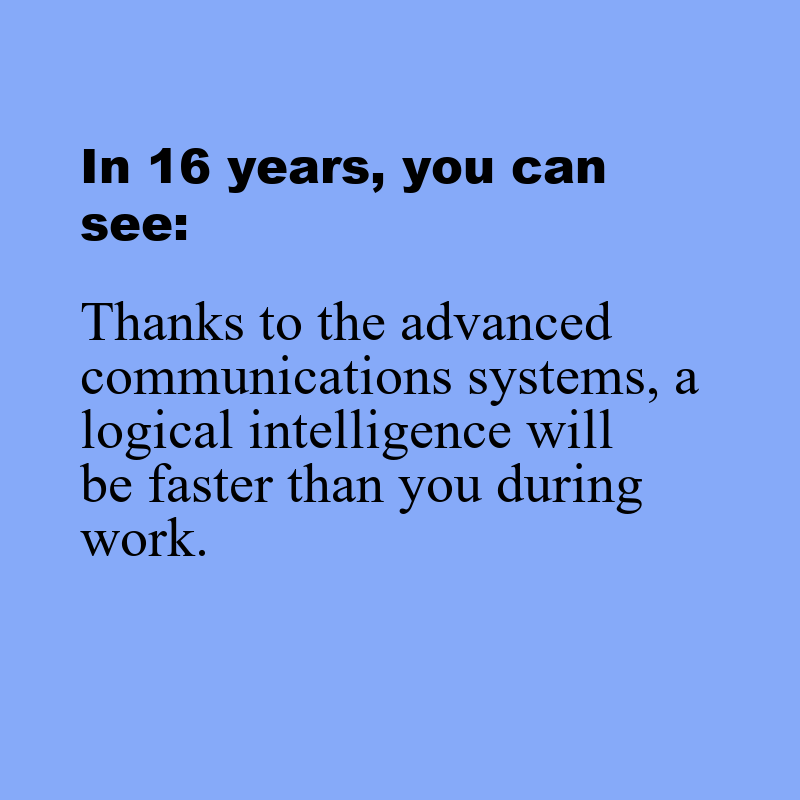 In 16 years, you can
see:
Thanks to the advanced
communications systems, a
logical intelligence will
be faster than you during
work.